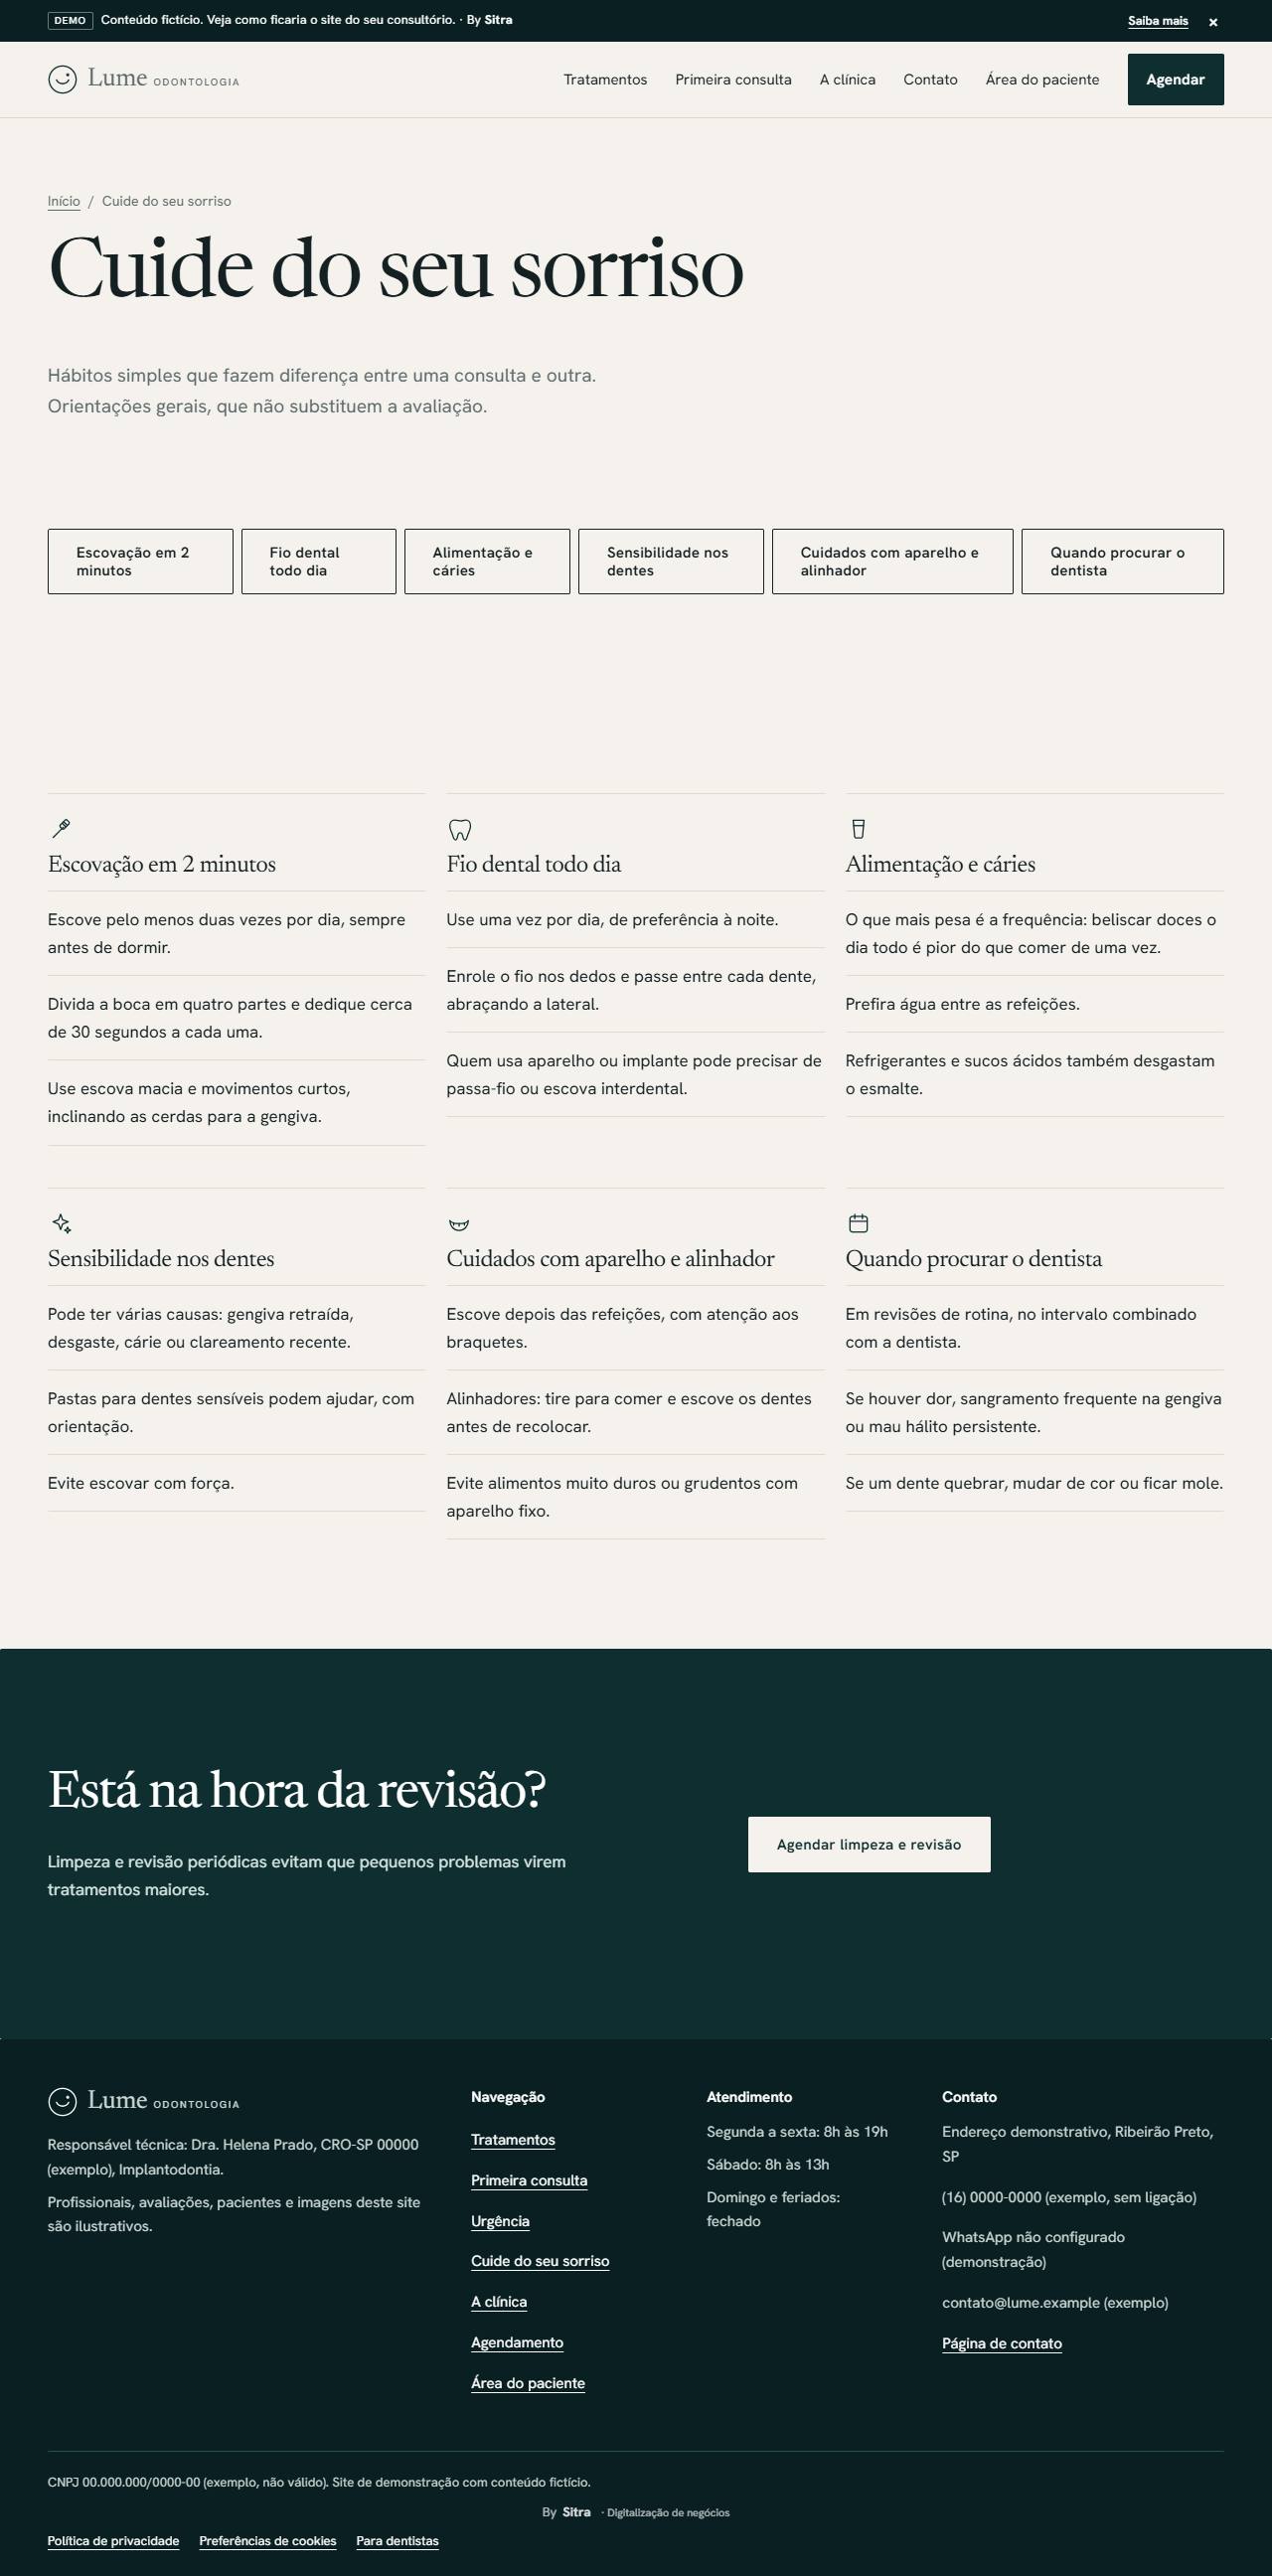 DEMO Conteúdo fictício. Veja como ficaria o site do seu consultório. · By Sitra
Saiba mais ×
Lume ODONTOLOGIA
Tratamentos Primeira consulta A clínica Contato Área do paciente Agendar
Início / Cuide do seu sorriso
Cuide do seu sorriso
Hábitos simples que fazem diferença entre uma consulta e outra.
Orientações gerais, que não substituem a avaliação.
Escovação em 2
minutos
Fio dental
todo dia
Alimentação e
cáries
Sensibilidade nos
dentes
Cuidados com aparelho e
alinhador
Quando procurar o
dentista
Escovação em 2 minutos
Escove pelo menos duas vezes por dia, sempre
antes de dormir.
Divida a boca em quatro partes e dedique cerca
de 30 segundos a cada uma.
Use escova macia e movimentos curtos,
inclinando as cerdas para a gengiva.
Fio dental todo dia
Use uma vez por dia, de preferência à noite.
Enrole o fio nos dedos e passe entre cada dente,
abraçando a lateral.
Quem usa aparelho ou implante pode precisar de
passa-fio ou escova interdental.
Alimentação e cáries
O que mais pesa é a frequência: beliscar doces o
dia todo é pior do que comer de uma vez.
Prefira água entre as refeições.
Refrigerantes e sucos ácidos também desgastam
o esmalte.
Sensibilidade nos dentes
Pode ter várias causas: gengiva retraída,
desgaste, cárie ou clareamento recente.
Pastas para dentes sensíveis podem ajudar, com
orientação.
Evite escovar com força.
Cuidados com aparelho e alinhador
Escove depois das refeições, com atenção aos
braquetes.
Alinhadores: tire para comer e escove os dentes
antes de recolocar.
Evite alimentos muito duros ou grudentos com
aparelho fixo.
Quando procurar o dentista
Em revisões de rotina, no intervalo combinado
com a dentista.
Se houver dor, sangramento frequente na gengiva
ou mau hálito persistente.
Se um dente quebrar, mudar de cor ou ficar mole.
Está na hora da revisão?
Limpeza e revisão periódicas evitam que pequenos problemas virem
tratamentos maiores.
Agendar limpeza e revisão
Lume ODONTOLOGIA
Responsável técnica: Dra. Helena Prado, CRO-SP 00000
(exemplo), Implantodontia.
Profissionais, avaliações, pacientes e imagens deste site
são ilustrativos.
Navegação
Tratamentos
Primeira consulta
Urgência
Cuide do seu sorriso
A clínica
Agendamento
Área do paciente
Atendimento
Segunda a sexta: 8h às 19h
Sábado: 8h às 13h
Domingo e feriados:
fechado
Contato
Endereço demonstrativo, Ribeirão Preto,
SP
(16) 0000-0000 (exemplo, sem ligação)
WhatsApp não configurado
(demonstração)
contato@lume.example (exemplo)
Página de contato
CNPJ 00.000.000/0000-00 (exemplo, não válido). Site de demonstração com conteúdo fictício.
By Sitra · Digitalização de negócios
Política de privacidade Preferências de cookies Para dentistas